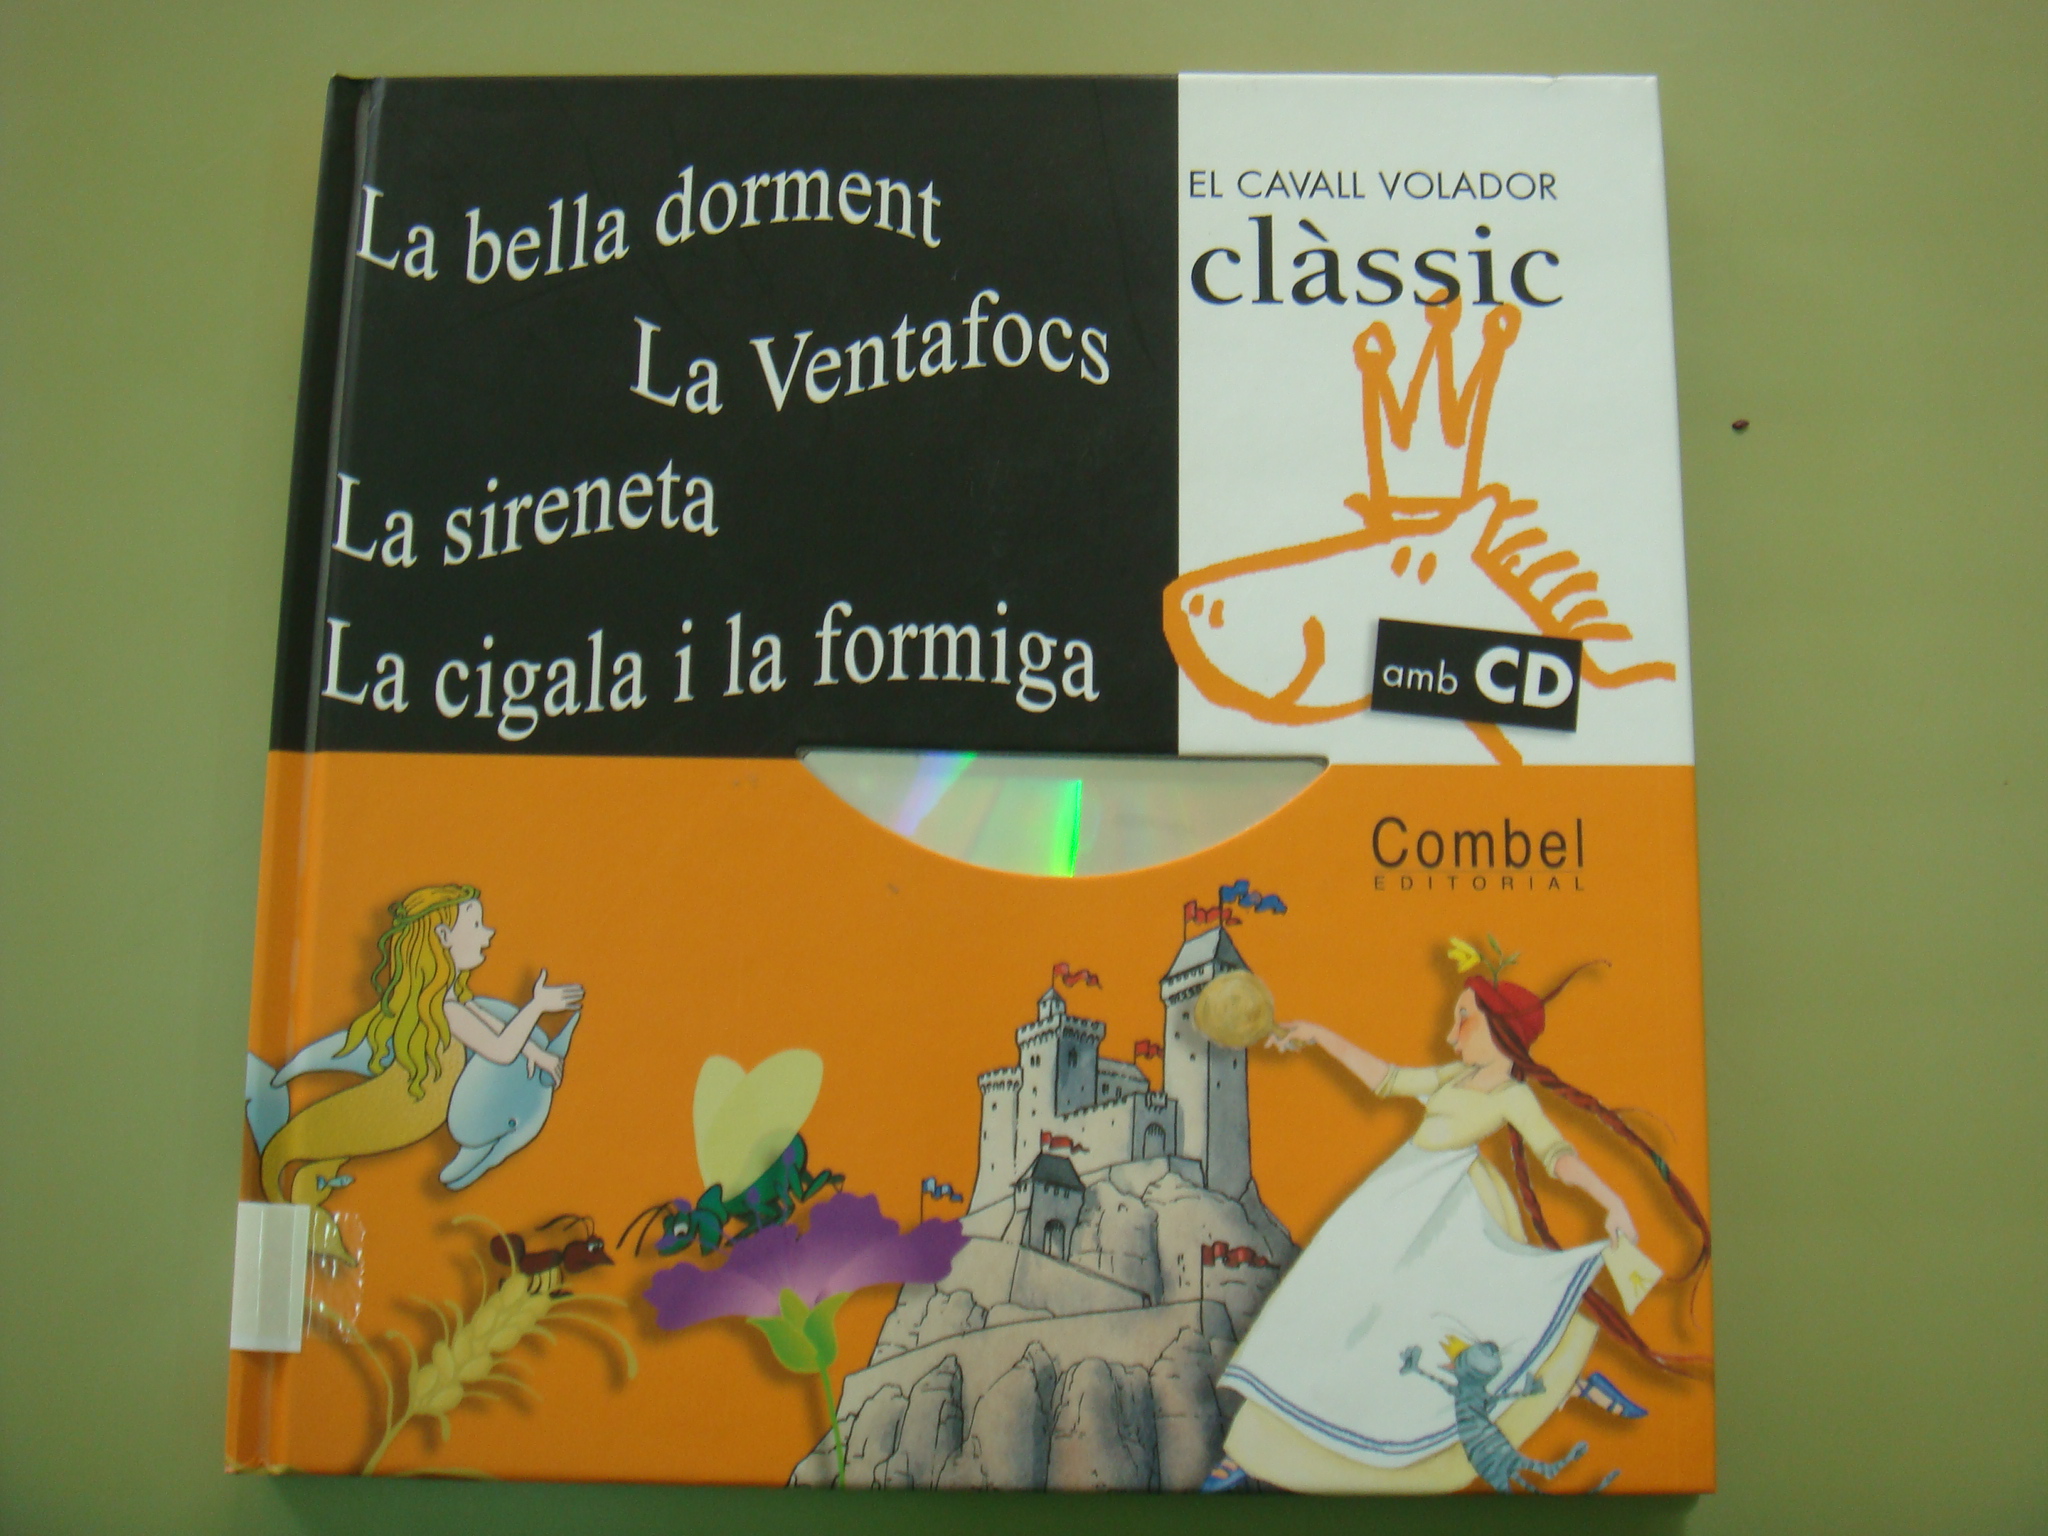 La bella dorment
La Ventafocs
La sireneta
La cigala i la formiga
EL CAVALL VOLADOR
clàssic
amb CD
Combel
EDITORIAL